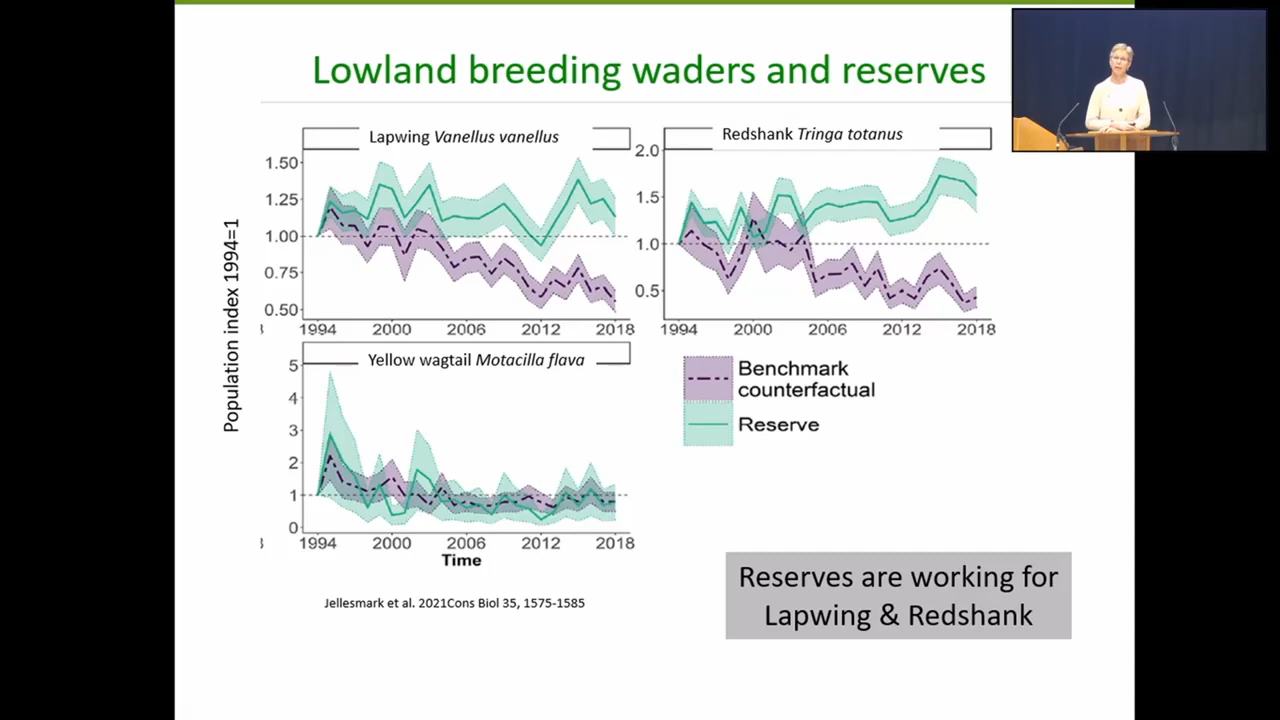 Lowland breeding waders and reserves
Lapwing Vanellus vanellus
Redshank Tringa totanus
Population index 1994=1
1.50
1.25
1.00
0.75
0.50
1994 2000 2006 2012 2018
2.0
1.5
1.0
0.5
1994 2000 2006 2012 2018
Yellow wagtail Motacilla flava
5
4
3
2
1
0
1994 2000 2006 2012 2018
Time
Benchmark
counterfactual
Reserve
Jellesmark et al. 2021Cons Biol 35, 1575-1585
Reserves are working for
Lapwing & Redshank